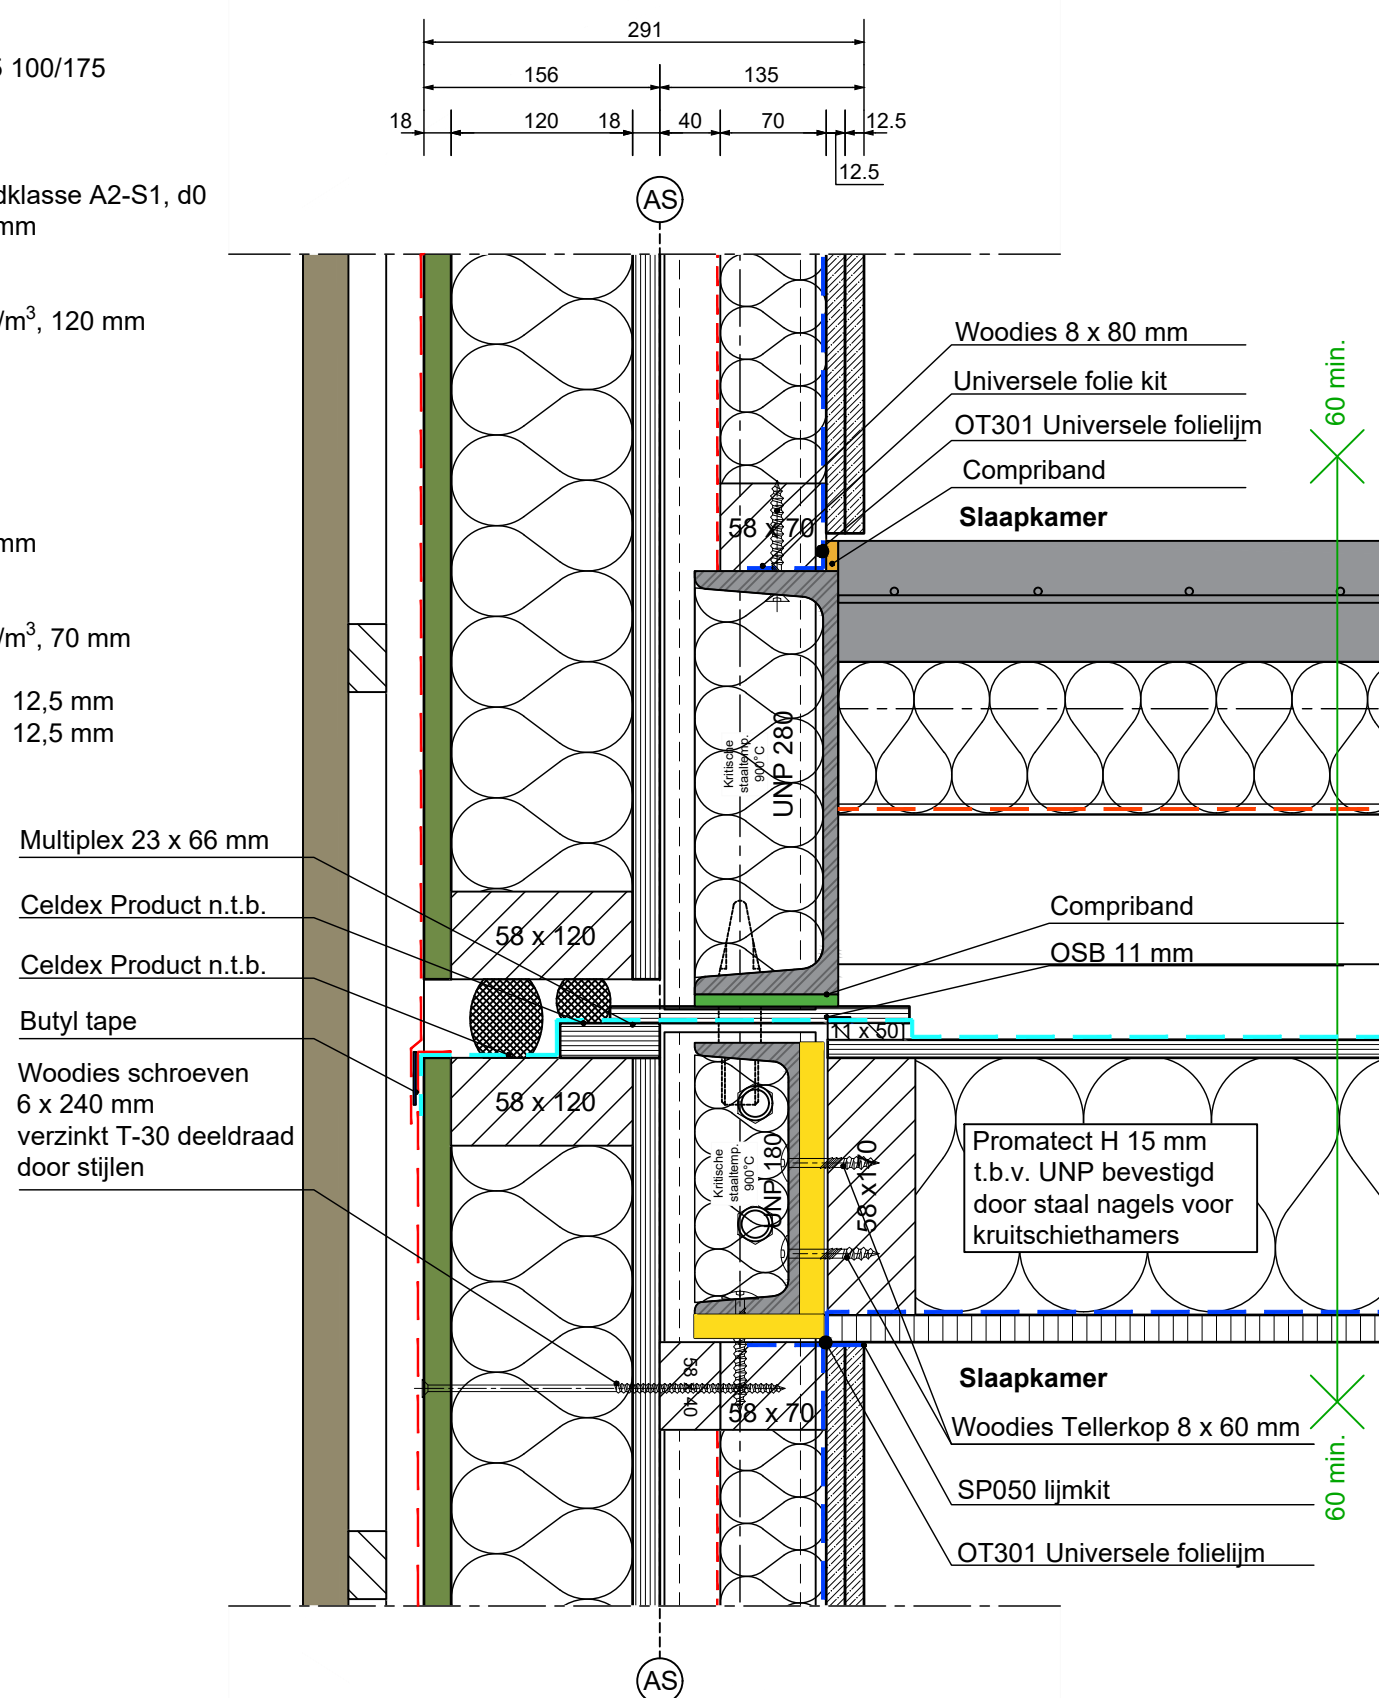 291
156 135
18 120 18 40 70 12.5
12.5
AS
5 100/175
dklasse A2-S1, d0
mm
/m³, 120 mm
mm
/m³, 70 mm
12,5 mm
12,5 mm
Multiplex 23 x 66 mm
Celdex Product n.t.b.
Celdex Product n.t.b.
Butyl tape
Woodies schroeven
6 x 240 mm
verzinkt T-30 deeldraad
door stijlen
Woodies 8 x 80 mm
Universele folie kit
OT301 Universele folielijm
Compriband
Slaapkamer
60 min.
58 x 70
Kritische
staaltemp.
900°C
UNP 280
58 x 120
Compriband
OSB 11 mm
11 x 50
58 x 120
Kritische
staaltemp.
900°C
UNP 180
58 x170
Promatect H 15 mm
t.b.v. UNP bevestigd
door staal nagels voor
kruitschiethamers
58 x 40
58 x 70
Slaapkamer
Woodies Tellerkop 8 x 60 mm
SP050 lijmkit
OT301 Universele folielijm
60 min.
AS